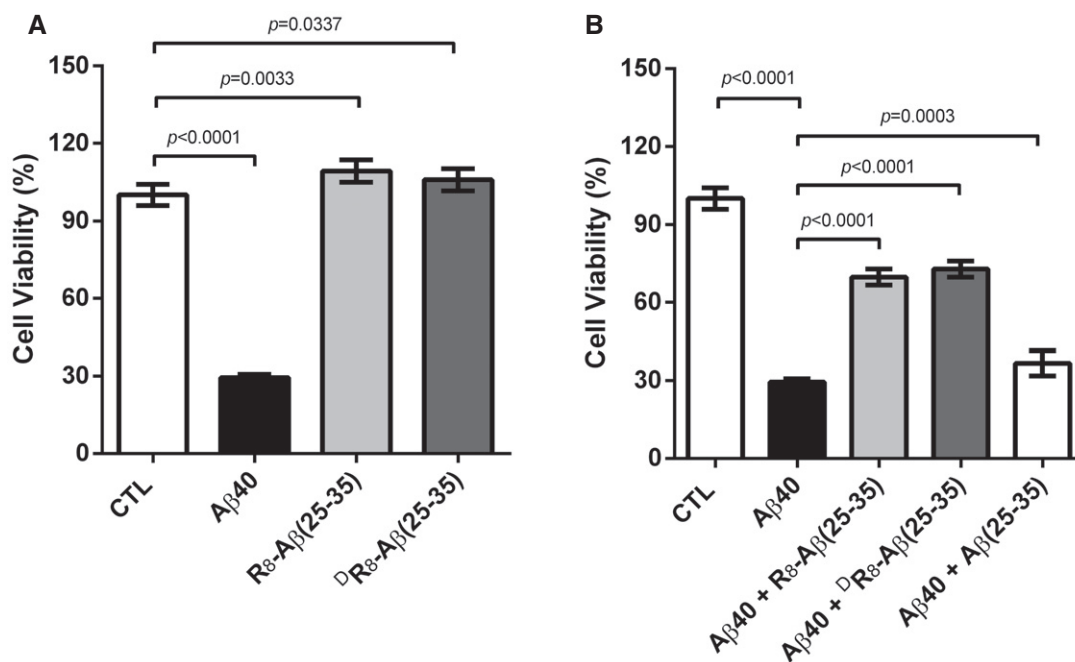 A
p=0.0337
p=0.0033
p<0.0001
150
120
90
60
30
0
Cell Viability (%)
CTL
Aβ40
R8-Aβ(25-35)
DR8-Aβ(25-35)
B
p<0.0001
p=0.0003
p<0.0001
p<0.0001
150
120
90
60
30
0
Cell Viability (%)
CTL
Aβ40
Aβ40 + R8-Aβ(25-35)
Aβ40 + DR8-Aβ(25-35)
Aβ40 + Aβ(25-35)